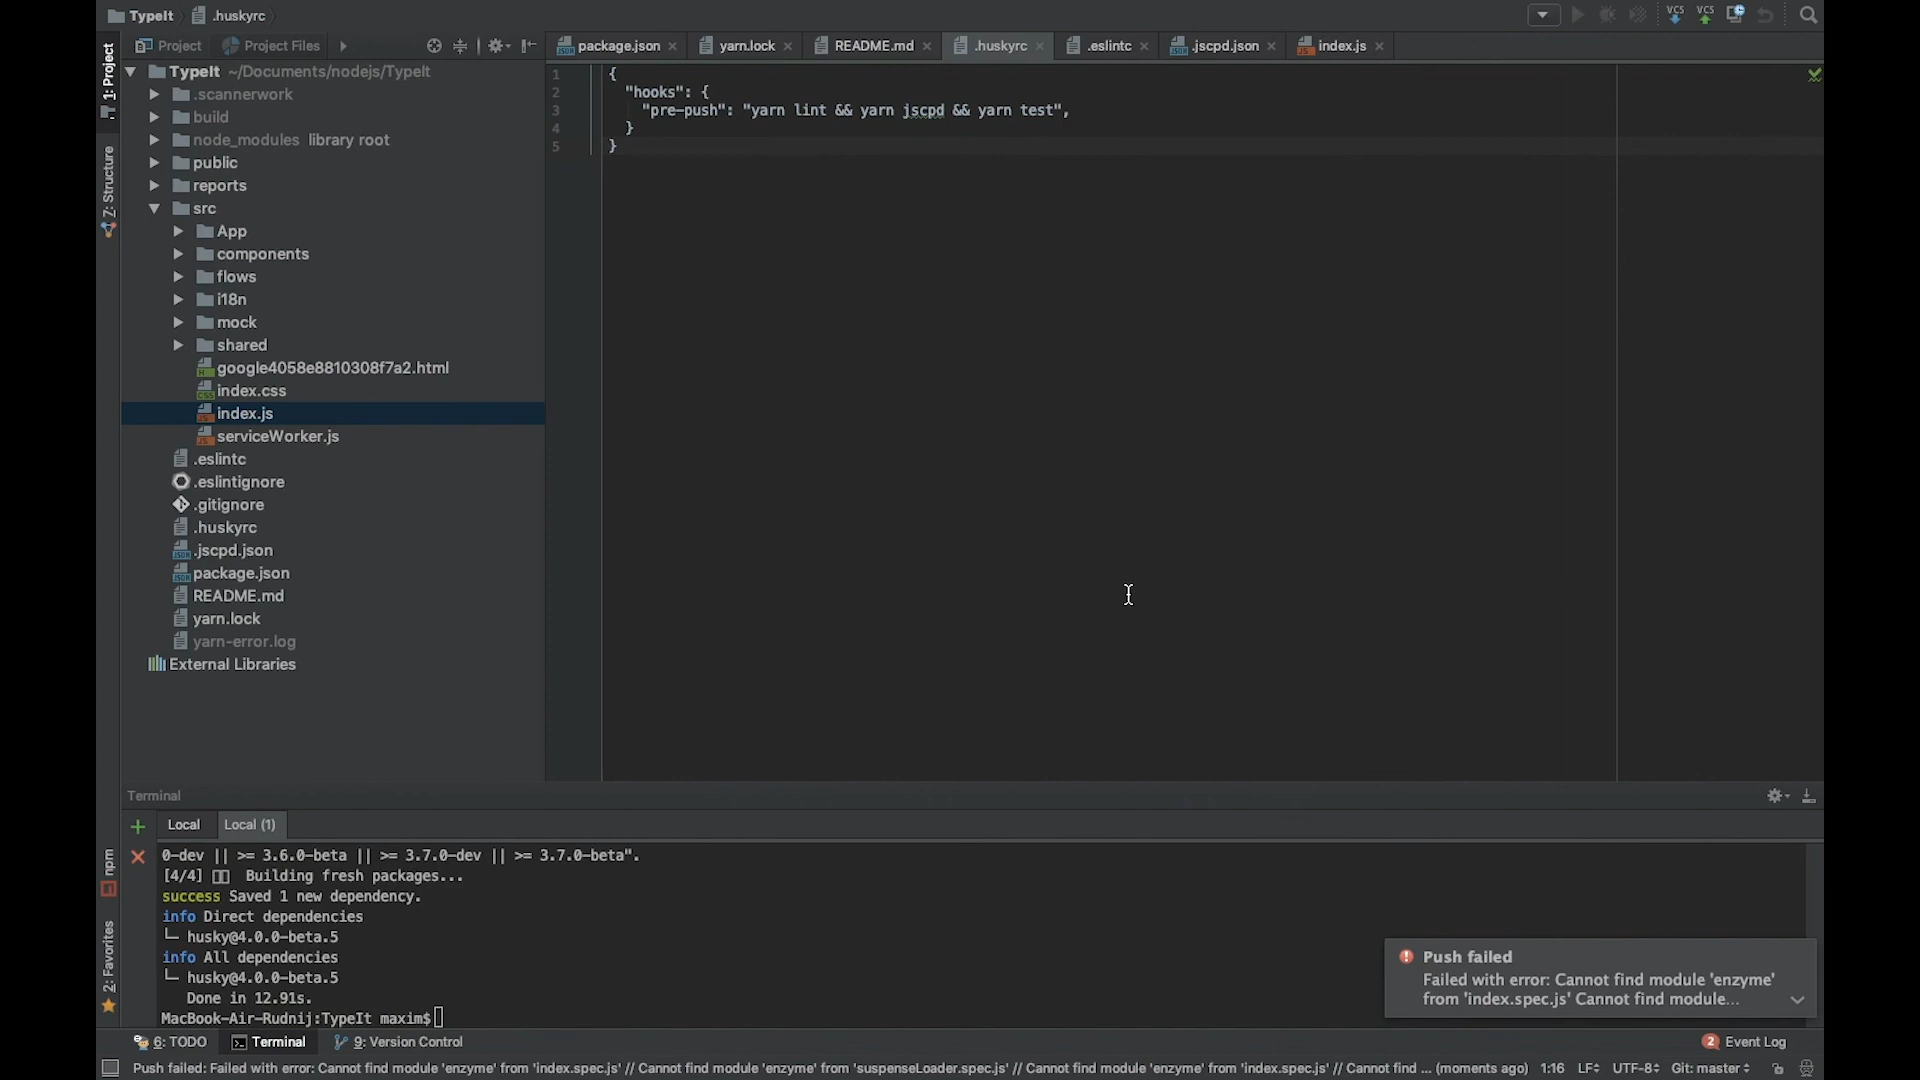 TypeIt
.huskyrc
VCS
VCS
Project
Project Files
package.json
yarn.lock
README.md
.huskyrc
.eslintc
.jscpd.json
index.js
1: Project
Z: Structure
npm
2: Favorites
TypeIt ~/Documents/nodejs/TypeIt
.scannerwork
build
node_modules library root
public
reports
src
App
components
flows
i18n
mock
shared
google4058e8810308f7a2.html
index.css
index.js
serviceWorker.js
.eslintc
.eslintignore
.gitignore
.huskyrc
.jscpd.json
package.json
README.md
yarn.lock
yarn-error.log
External Libraries
1 {
2 "hooks": {
3 "pre-push": "yarn lint && yarn jscpd && yarn test",
4 }
5 }
Terminal
Local
Local (1)
0-dev || >= 3.6.0-beta || >= 3.7.0-dev || >= 3.7.0-beta".
[4/4] Building fresh packages...
success Saved 1 new dependency.
info Direct dependencies
└─ husky@4.0.0-beta.5
info All dependencies
└─ husky@4.0.0-beta.5
Done in 12.91s.
MacBook-Air-Rudnij:TypeIt maxim$
Push failed
Failed with error: Cannot find module 'enzyme'
from 'index.spec.js' Cannot find module...
6: TODO
Terminal
9: Version Control
2 Event Log
Push failed: Failed with error: Cannot find module 'enzyme' from 'index.spec.js' // Cannot find module 'enzyme' from 'suspenseLoader.spec.js' // Cannot find module 'enzyme' from 'index.spec.js' // Cannot find ... (moments ago)
1:16
LF
UTF-8
Git: master